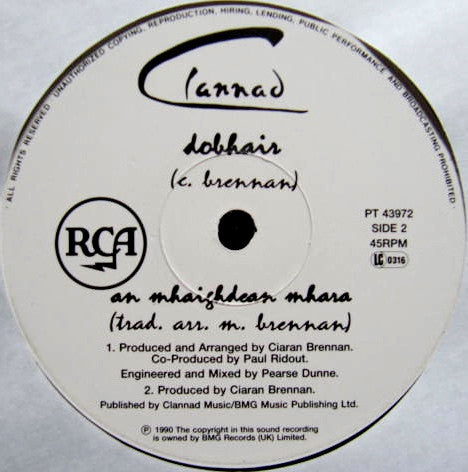 ALL RIGHTS RESERVED · UNAUTHORIZED COPYING, REPRODUCTION, HIRING, LENDING, PUBLIC PERFORMANCE AND BROADCASTING PROHIBITED ·
Clannad
dobhair
(c. brennan)
PT 43972
SIDE 2
45RPM
LC 0316
RCA
an mhaighdean mhara
(trad. arr. m. brennan)
1. Produced and Arranged by Ciaran Brennan.
Co-Produced by Paul Ridout.
Engineered and Mixed by Pearse Dunne.
2. Produced by Ciaran Brennan.
Published by Clannad Music/BMG Music Publishing Ltd.
℗ 1990 The copyright in this sound recording
is owned by BMG Records (UK) Limited.